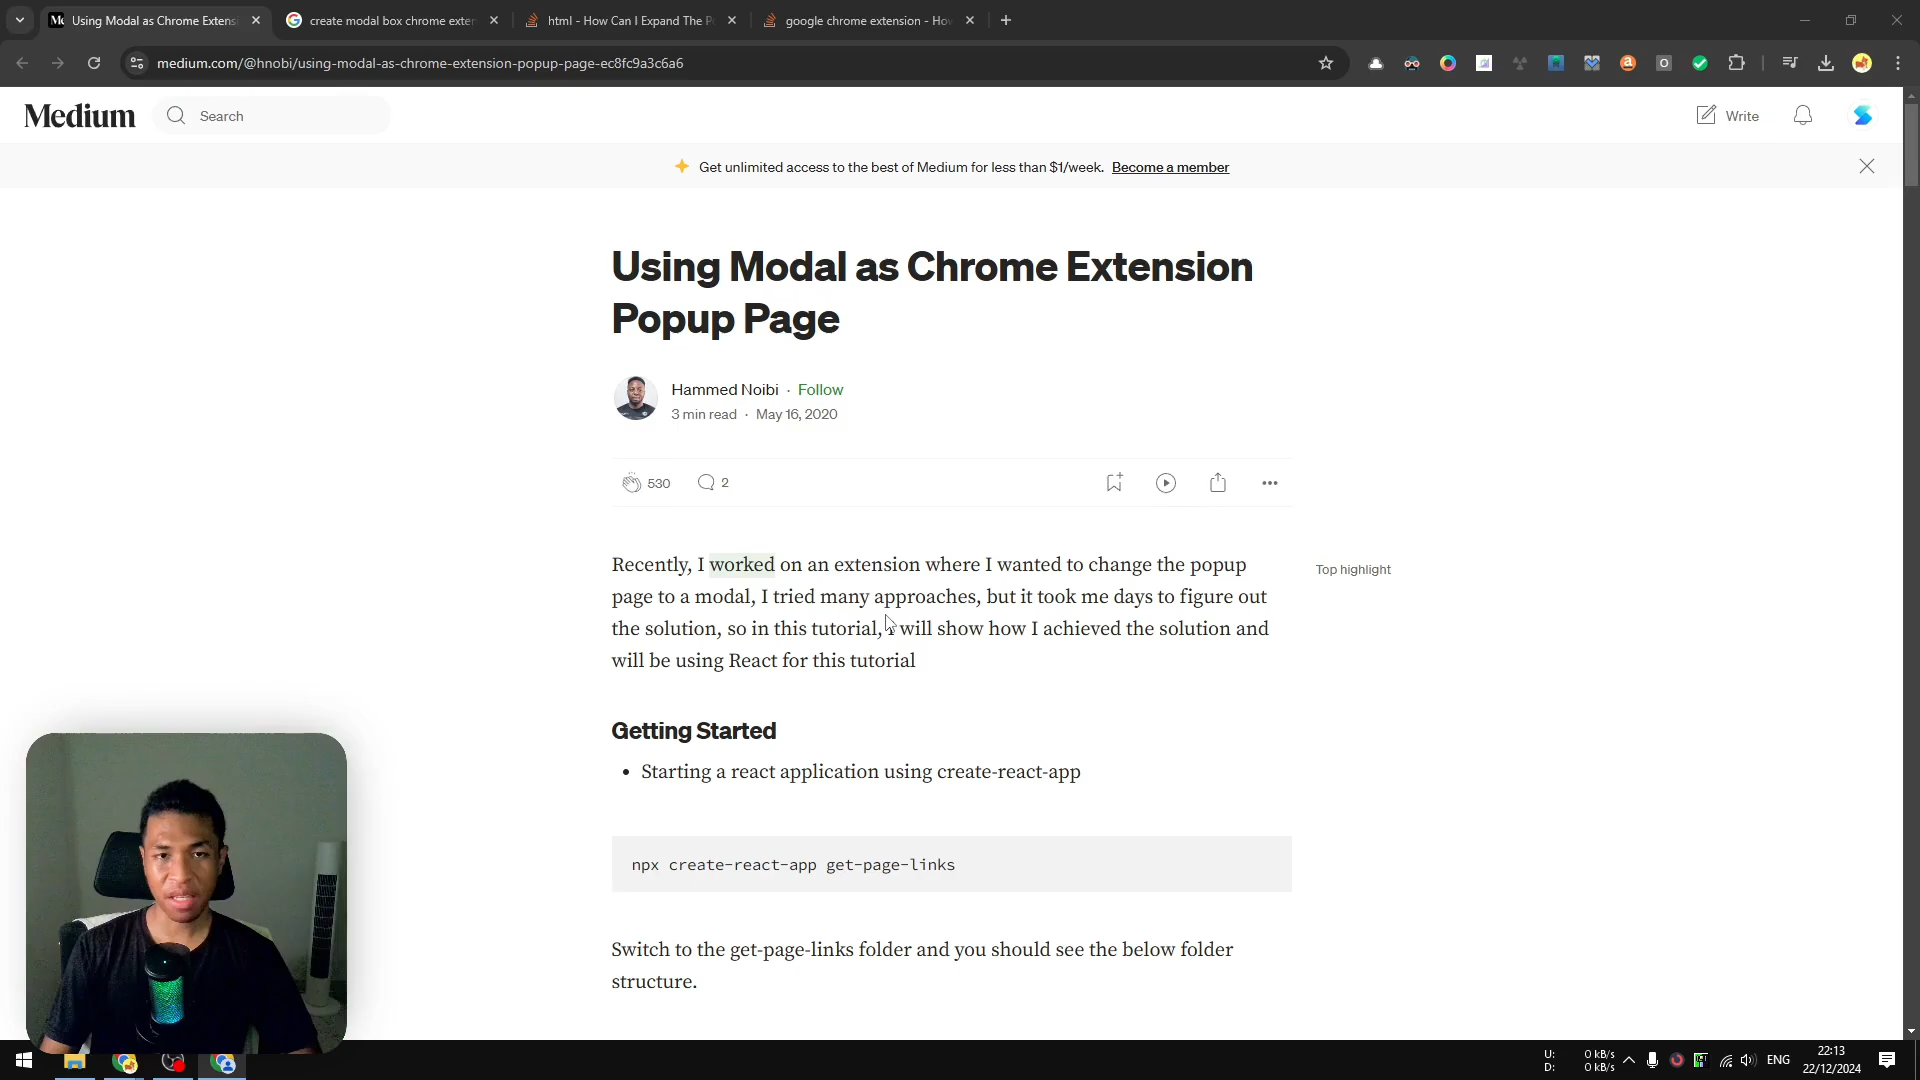 Using Modal as Chrome Extens
create modal box chrome exter
html - How Can I Expand The P
google chrome extension - How
medium.com/@hnobi/using-modal-as-chrome-extension-popup-page-ec8fc9a3c6a6
Medium
Search
Write
Get unlimited access to the best of Medium for less than $1/week. Become a member
Using Modal as Chrome Extension
Popup Page
Hammed Noibi · Follow
3 min read · May 16, 2020
530
2
Recently, I worked on an extension where I wanted to change the popup
Top highlight
page to a modal, I tried many approaches, but it took me days to figure out
the solution, so in this tutorial, I will show how I achieved the solution and
will be using React for this tutorial
Getting Started
• Starting a react application using create-react-app
npx create-react-app get-page-links
Switch to the get-page-links folder and you should see the below folder
structure.
U: 0 kB/s
D: 0 kB/s
ENG
22:13
22/12/2024